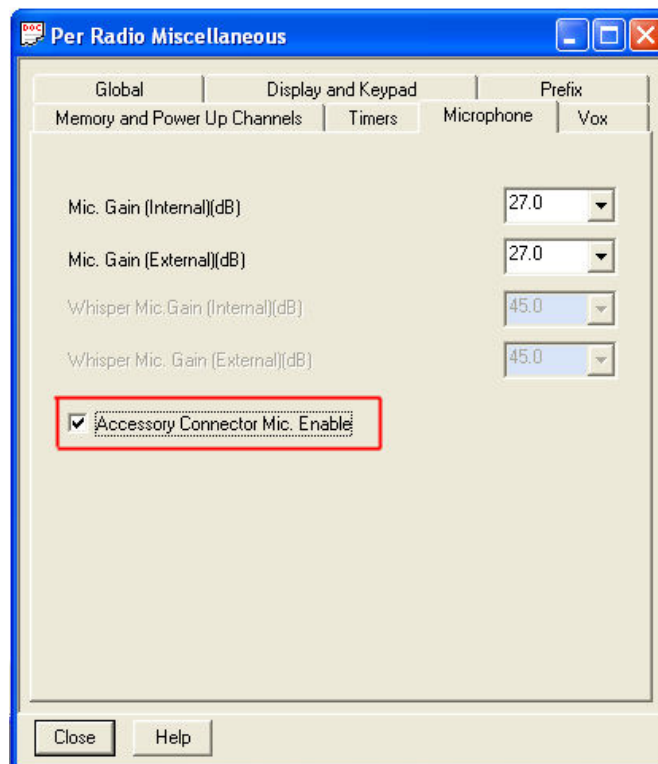 DOC
Per Radio Miscellaneous
Global Display and Keypad Prefix
Memory and Power Up Channels Timers Microphone Vox
Mic. Gain (Internal)(dB) 27.0
Mic. Gain (External)(dB) 27.0
Whisper Mic.Gain (Internal)(dB) 45.0
Whisper Mic. Gain (External)(dB) 45.0
Accessory Connector Mic. Enable
Close Help